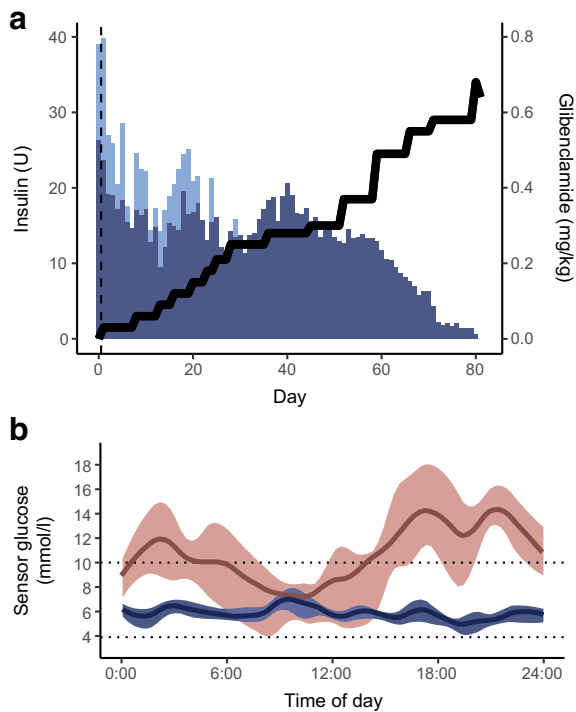 a
40
30
20
10
0
Insulin (U)
0.8
0.6
0.4
0.2
0.0
Glibenclamide (mg/kg)
0 20 40 60 80
Day
b
18
16
14
12
10
8
6
4
Sensor glucose
(mmol/l)
0:00 6:00 12:00 18:00 24:00
Time of day